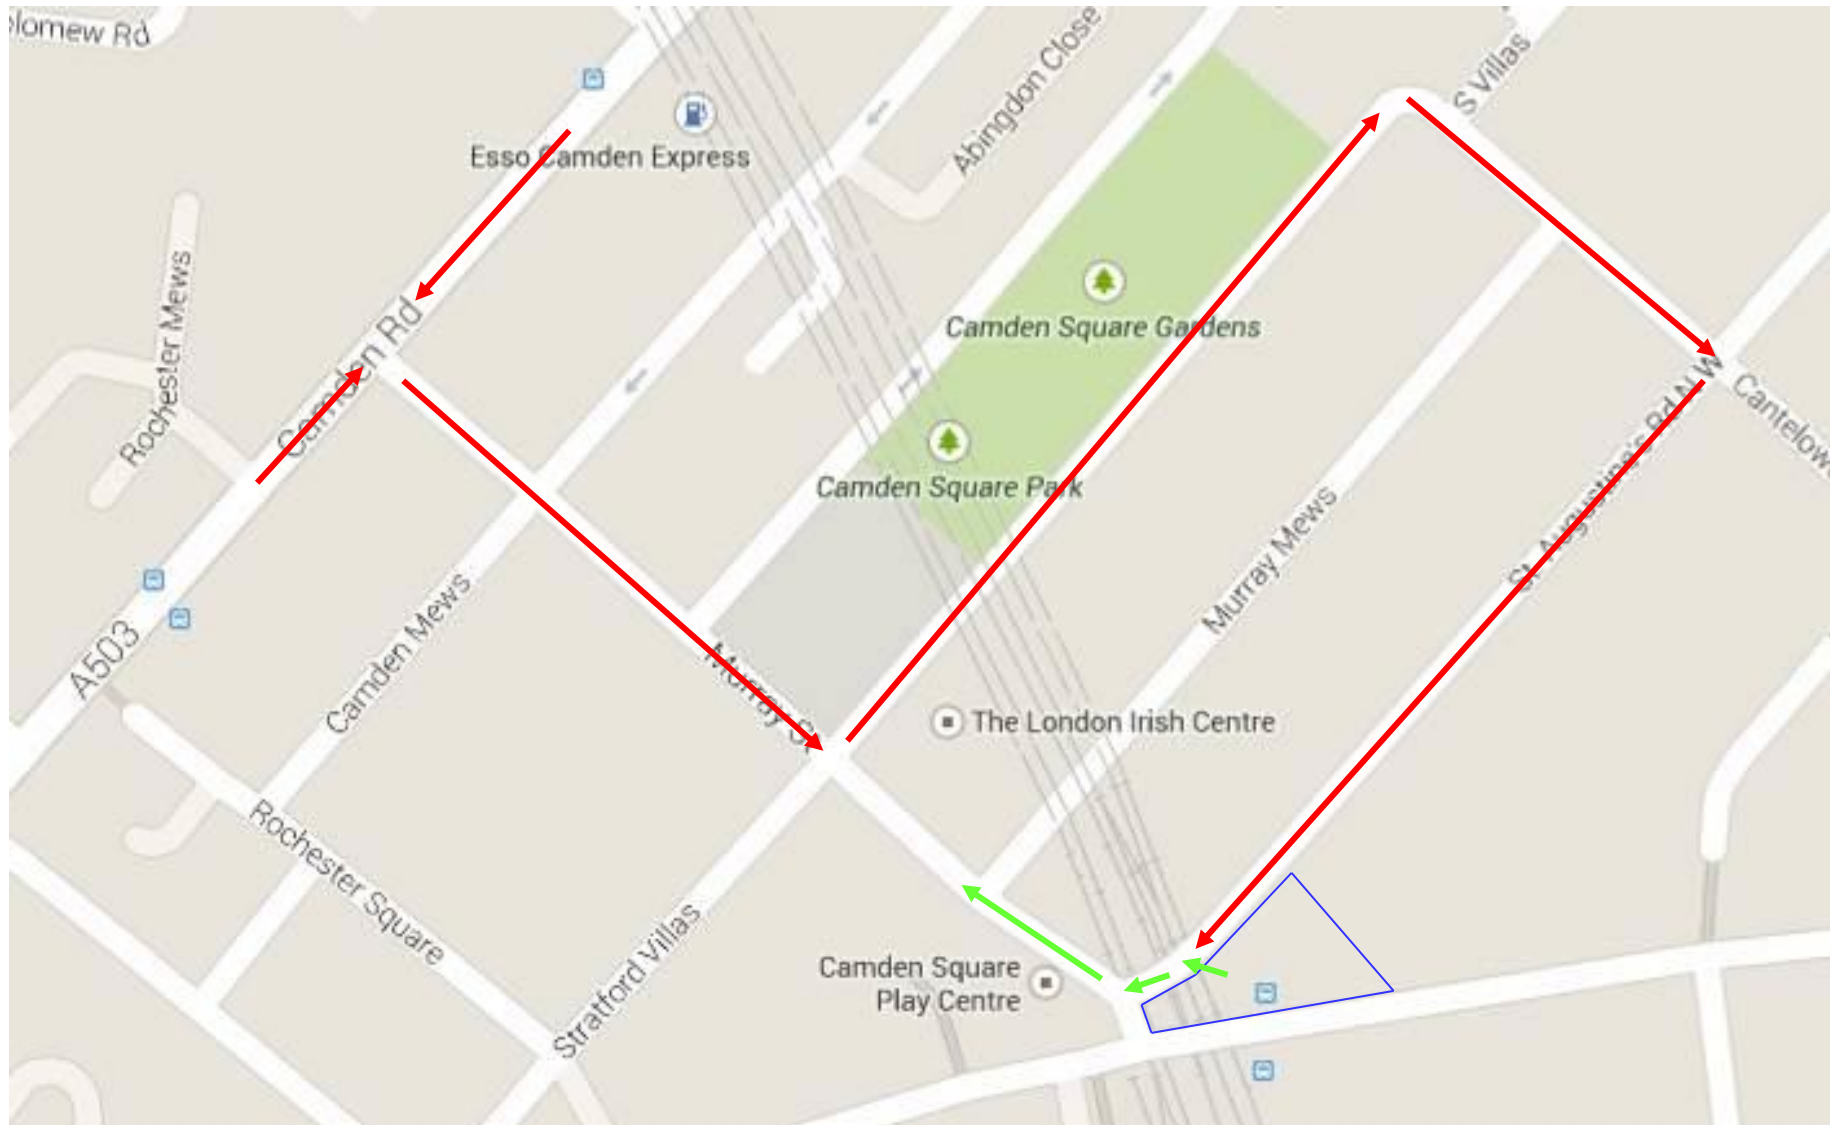 lomew Rd
Esso Camden Express
Abingdon Close
S Villas
Rochester Mews
Camden Rd
Camden Square Gardens
Camden Square Park
St. Augustine's Rd N W
Cantelow
Murray Mews
A503
Camden Mews
Murray St
The London Irish Centre
Rochester Square
Stratford Villas
Camden Square
Play Centre